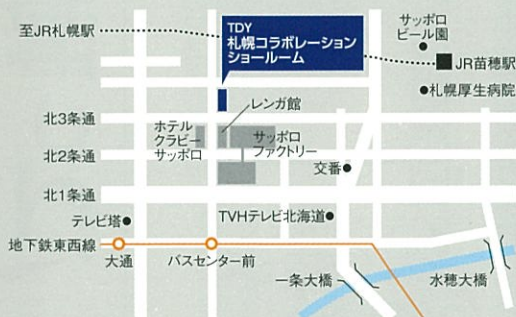 至JR札幌駅
TDY
札幌コラボレーション
ショールーム
サッポロ
ビール園
JR苗穂駅
札幌厚生病院
レンガ館
北3条通
ホテル
クラビー
サッポロ
サッポロ
ファクトリー
北2条通
交番
北1条通
テレビ塔
TVHテレビ北海道
地下鉄東西線
大通
バスセンター前
一条大橋
水穂大橋